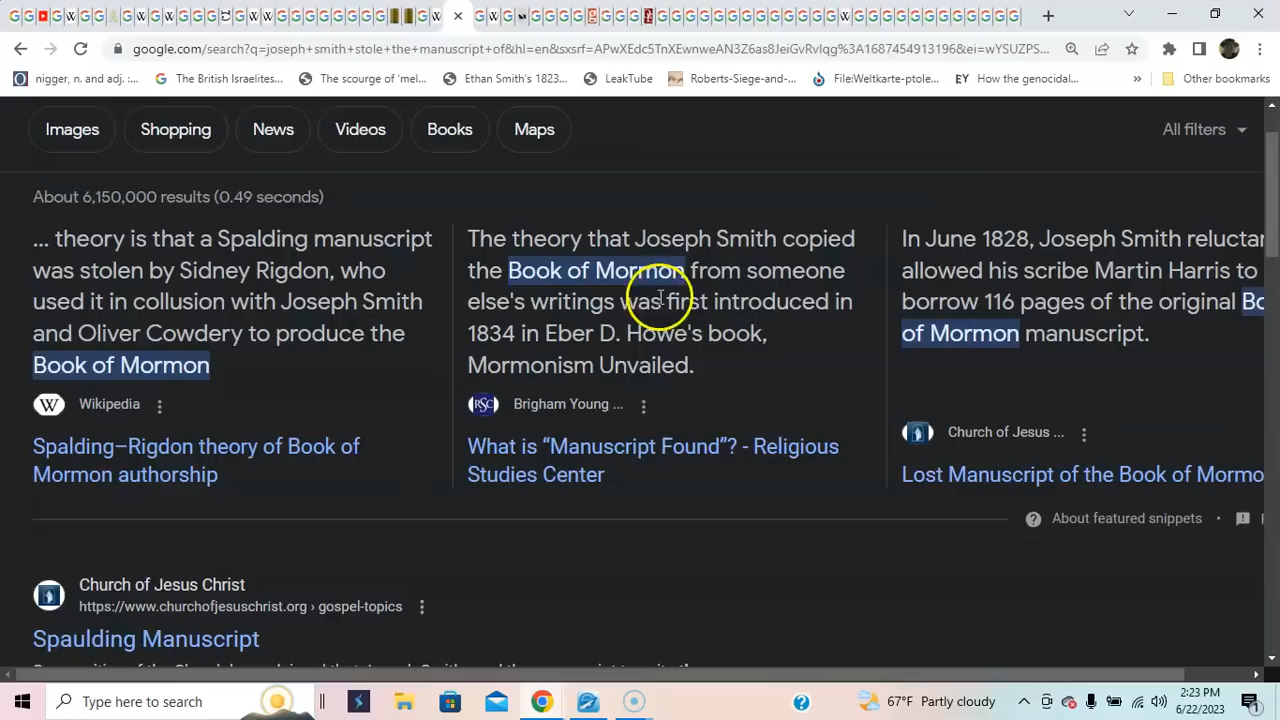 google.com/search?q=joseph+smith+stole+the+manuscript+of&hl=en&sxsrf=APwXEdc5TnXEwnweAN3Z6as8JeiGvRvIqg%3A1687454913196&ei=wYSUZPS...
nigger, n. and adj. :... The British Israelites... The scourge of 'mel... Ethan Smith's 1823... LeakTube Roberts-Siege-and-... File:Weltkarte-ptole... EY How the genocidal... » Other bookmarks
Images Shopping News Videos Books Maps All filters
About 6,150,000 results (0.49 seconds)
... theory is that a Spalding manuscript
was stolen by Sidney Rigdon, who
used it in collusion with Joseph Smith
and Oliver Cowdery to produce the
Book of Mormon
W Wikipedia
Spalding–Rigdon theory of Book of
Mormon authorship
The theory that Joseph Smith copied
the Book of Mormon from someone
else's writings was first introduced in
1834 in Eber D. Howe's book,
Mormonism Unvailed.
RSC Brigham Young ...
What is “Manuscript Found”? - Religious
Studies Center
In June 1828, Joseph Smith reluctar
allowed his scribe Martin Harris to
borrow 116 pages of the original Bo
of Mormon manuscript.
Church of Jesus ...
Lost Manuscript of the Book of Mormo
About featured snippets
Church of Jesus Christ
https://www.churchofjesuschrist.org › gospel-topics
Spaulding Manuscript
Type here to search
67°F Partly cloudy
2:23 PM
6/22/2023